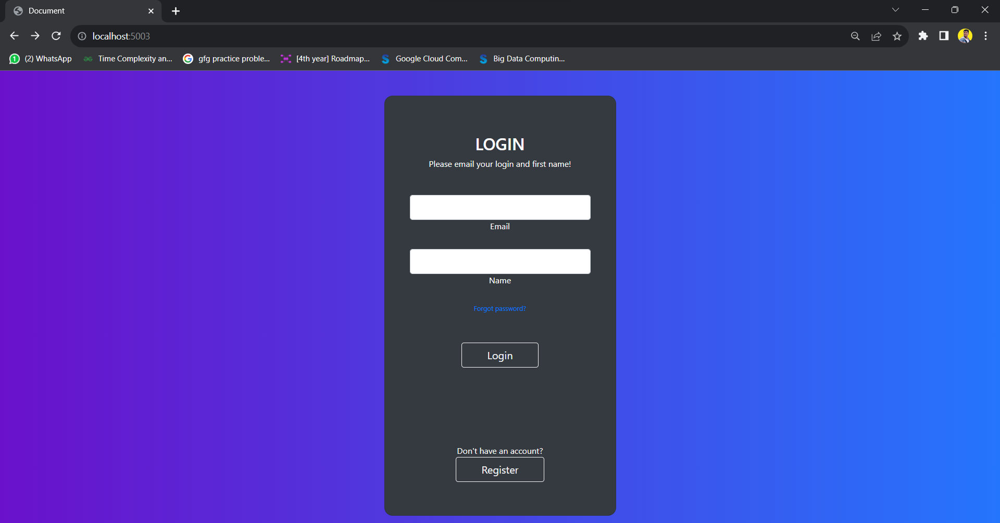 Document
localhost:5003
(2) WhatsApp Time Complexity an... gfg practice proble... [4th year] Roadmap... Google Cloud Com... Big Data Computin...
LOGIN
Please email your login and first name!
Email
Name
Forgot password?
Login
Don't have an account?
Register